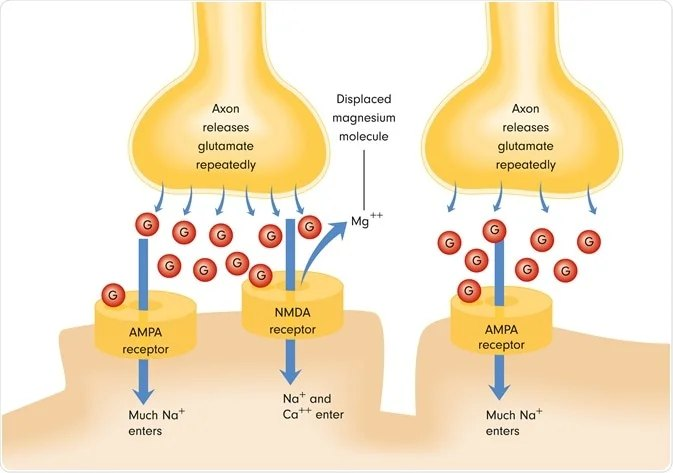 Axon
releases
glutamate
repeatedly
Displaced
magnesium
molecule
Mg++
G
G
G
G
G
G
G
G
G
G
AMPA
receptor
NMDA
receptor
Much Na+
enters
Na+ and
Ca++ enter
Axon
releases
glutamate
repeatedly
G
G
G
G
G
G
G
G
AMPA
receptor
Much Na+
enters